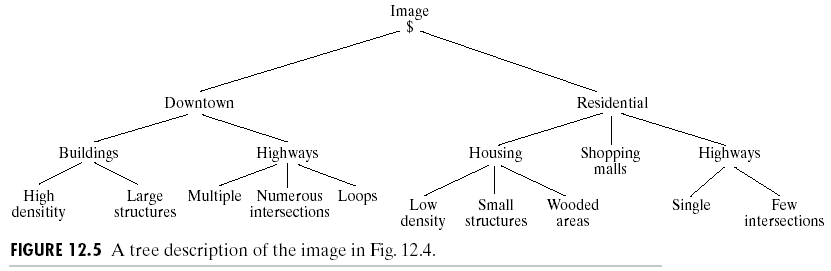 Image
$
Downtown
Residential
Buildings
Highways
Housing
Shopping
malls
Highways
High
densitity
Large
structures
Multiple
Numerous
intersections
Loops
Low
density
Small
structures
Wooded
areas
Single
Few
intersections
FIGURE 12.5 A tree description of the image in Fig. 12.4.